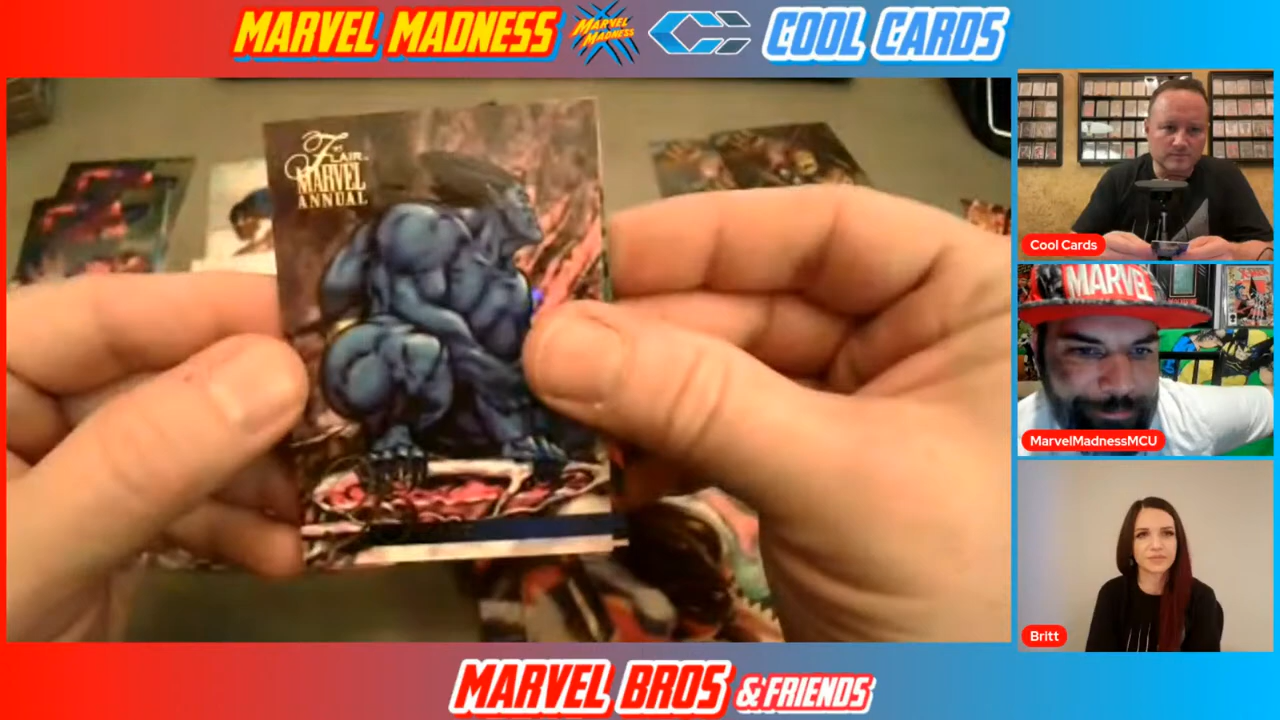 MARVEL MADNESS
MARVEL
MADNESS
COOL CARDS
FLAIR
MARVEL
ANNUAL
Cool Cards
MARVEL
MarvelMadnessMCU
Britt
MARVEL BROS & FRIENDS